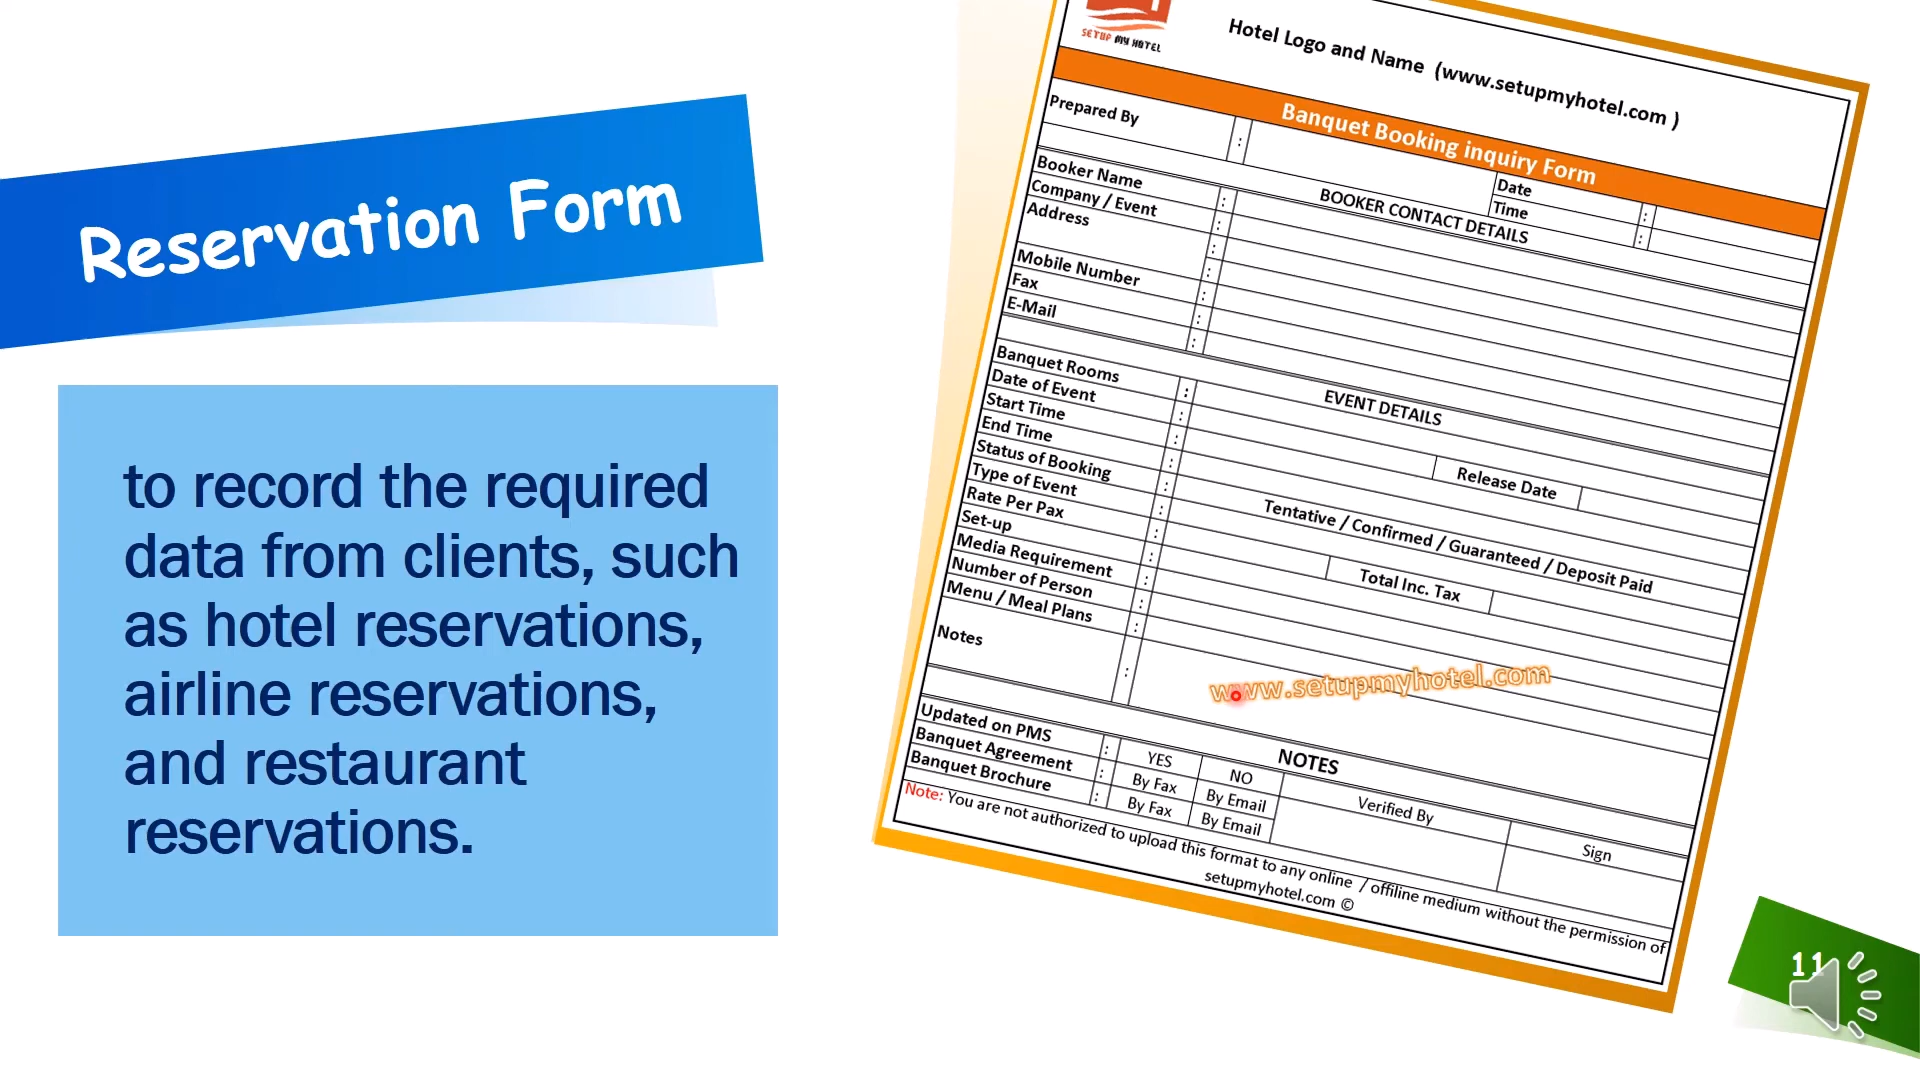 Reservation Form
to record the required
data from clients, such
as hotel reservations,
airline reservations,
and restaurant
reservations.
SETUP MY HOTEL
Hotel Logo and Name (www.setupmyhotel.com )
Banquet Booking inquiry Form
Prepared By :
Date :
Time :
BOOKER CONTACT DETAILS
Booker Name :
Company / Event :
Address :
:
Mobile Number :
Fax :
E-Mail :
EVENT DETAILS
Banquet Rooms :
Date of Event :
Start Time :
End Time : Release Date
Status of Booking : Tentative / Confirmed / Guaranteed / Deposit Paid
Type of Event :
Rate Per Pax : Total Inc. Tax
Set-up :
Media Requirement :
Number of Person :
Menu / Meal Plans :
Notes :
www.setupmyhotel.com
NOTES
Updated on PMS : YES NO Verified By Sign
Banquet Agreement : By Fax By Email
Banquet Brochure : By Fax By Email
Note: You are not authorized to upload this format to any online / offiline medium without the permission of
setupmyhotel.com ©
11